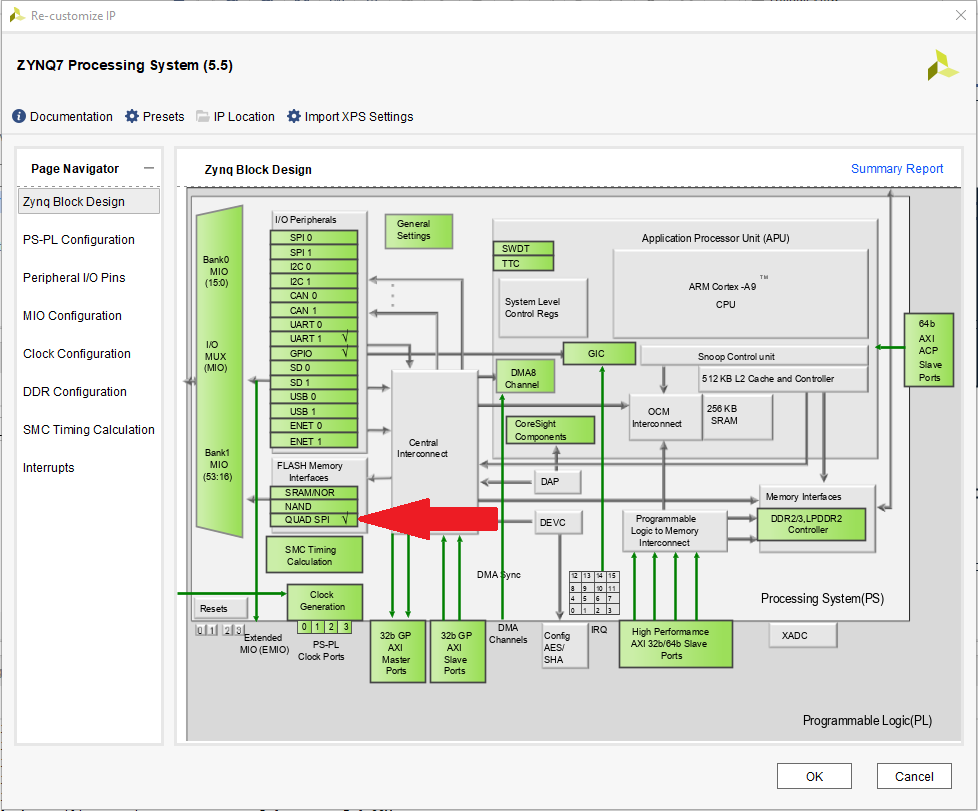 Re-customize IP
ZYNQ7 Processing System (5.5)
Documentation
Presets
IP Location
Import XPS Settings
Page Navigator
Zynq Block Design
PS-PL Configuration
Peripheral I/O Pins
MIO Configuration
Clock Configuration
DDR Configuration
SMC Timing Calculation
Interrupts
Zynq Block Design
Summary Report
Bank0
MIO
(15:0)
I/O
MUX
(MIO)
Bank1
MIO
(53:16)
I/O Peripherals
SPI 0
SPI 1
I2C 0
I2C 1
CAN 0
CAN 1
UART 0
UART 1 √
GPIO √
SD 0
SD 1
USB 0
USB 1
ENET 0
ENET 1
FLASH Memory
Interfaces
SRAM/NOR
NAND
QUAD SPI √
SMC Timing
Calculation
General
Settings
Application Processor Unit (APU)
SWDT
TTC
System Level
Control Regs
ARM Cortex -A9 TM
CPU
GIC
Snoop Control unit
512 KB L2 Cache and Controller
DMA8
Channel
OCM
Interconnect
256 KB
SRAM
CoreSight
Components
Central
Interconnect
DAP
DEVC
64b
AXI
ACP
Slave
Ports
Memory Interfaces
DDR2/3,LPDDR2
Controller
Programmable
Logic to Memory
Interconnect
DMA Sync
12 13 14 15
8 9 10 11
4 5 6 7
0 1 2 3
Clock
Generation
0 1 2 3
PS-PL
Clock Ports
Resets
0 1 2 3
Extended
MIO (EMIO)
32b GP
AXI
Master
Ports
32b GP
AXI
Slave
Ports
DMA
Channels
Config
AES/
SHA
IRQ
High Performamce
AXI 32b/64b Slave
Ports
Processing System(PS)
XADC
Programmable Logic(PL)
OK
Cancel